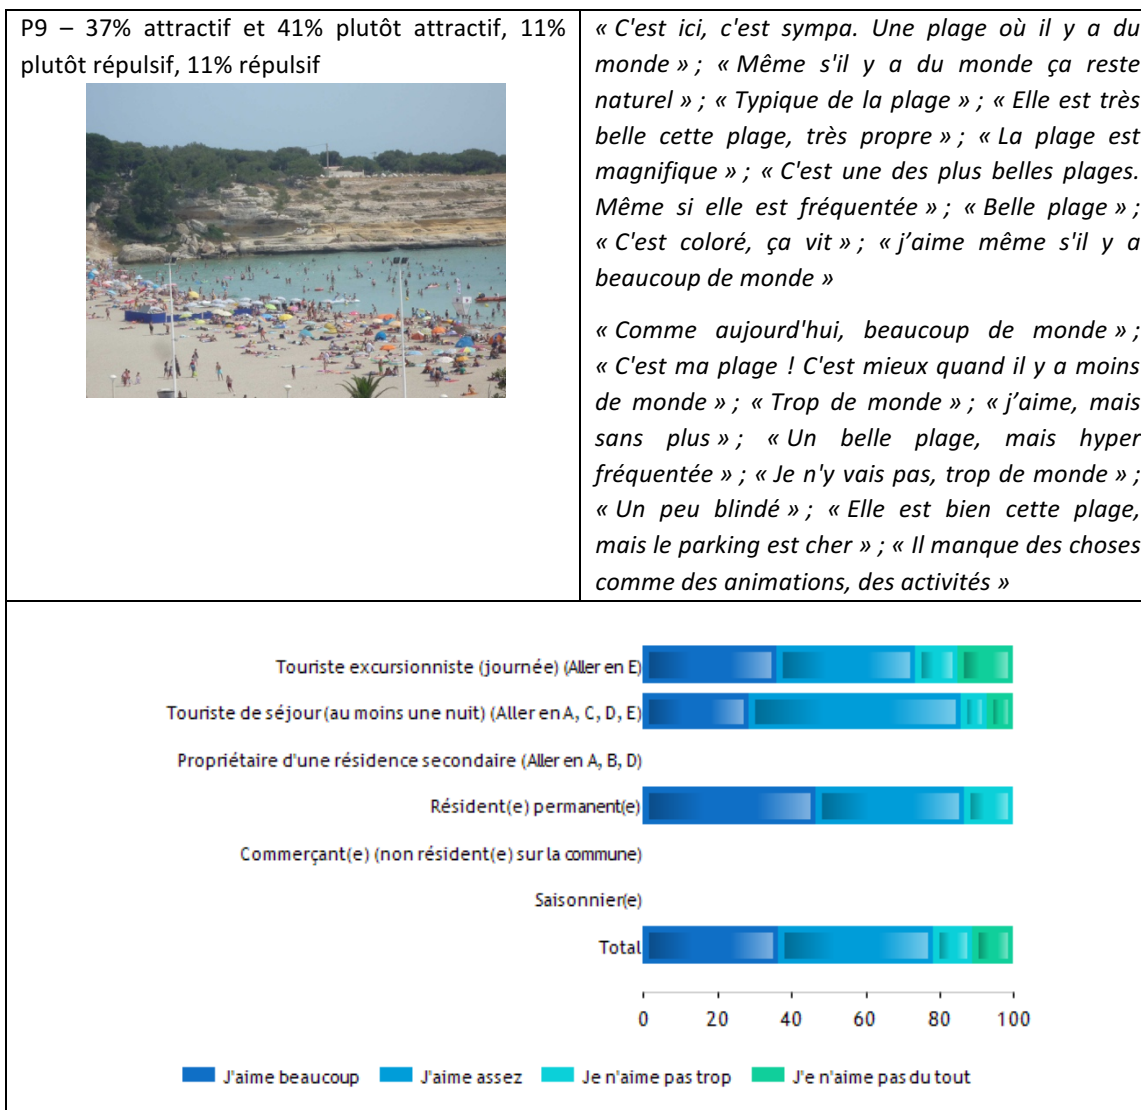 P9 – 37% attractif et 41% plutôt attractif, 11%
plutôt répulsif, 11% répulsif
« C'est ici, c'est sympa. Une plage où il y a du
monde » ; « Même s'il y a du monde ça reste
naturel » ; « Typique de la plage » ; « Elle est très
belle cette plage, très propre » ; « La plage est
magnifique » ; « C'est une des plus belles plages.
Même si elle est fréquentée » ; « Belle plage » ;
« C'est coloré, ça vit » ; « j’aime même s'il y a
beaucoup de monde »
« Comme aujourd'hui, beaucoup de monde » ;
« C'est ma plage ! C'est mieux quand il y a moins
de monde » ; « Trop de monde » ; « j’aime, mais
sans plus » ; « Un belle plage, mais hyper
fréquentée » ; « Je n'y vais pas, trop de monde » ;
« Un peu blindé » ; « Elle est bien cette plage,
mais le parking est cher » ; « Il manque des choses
comme des animations, des activités »
Touriste excursionniste (journée) (Aller en E)
Touriste de séjour (au moins une nuit) (Aller en A, C, D, E)
Propriétaire d'une résidence secondaire (Aller en A, B, D)
Résident(e) permanent(e)
Commerçant(e) (non résident(e) sur la commune)
Saisonnier(e)
Total
0 20 40 60 80 100
J'aime beaucoup J'aime assez Je n'aime pas trop J'e n'aime pas du tout